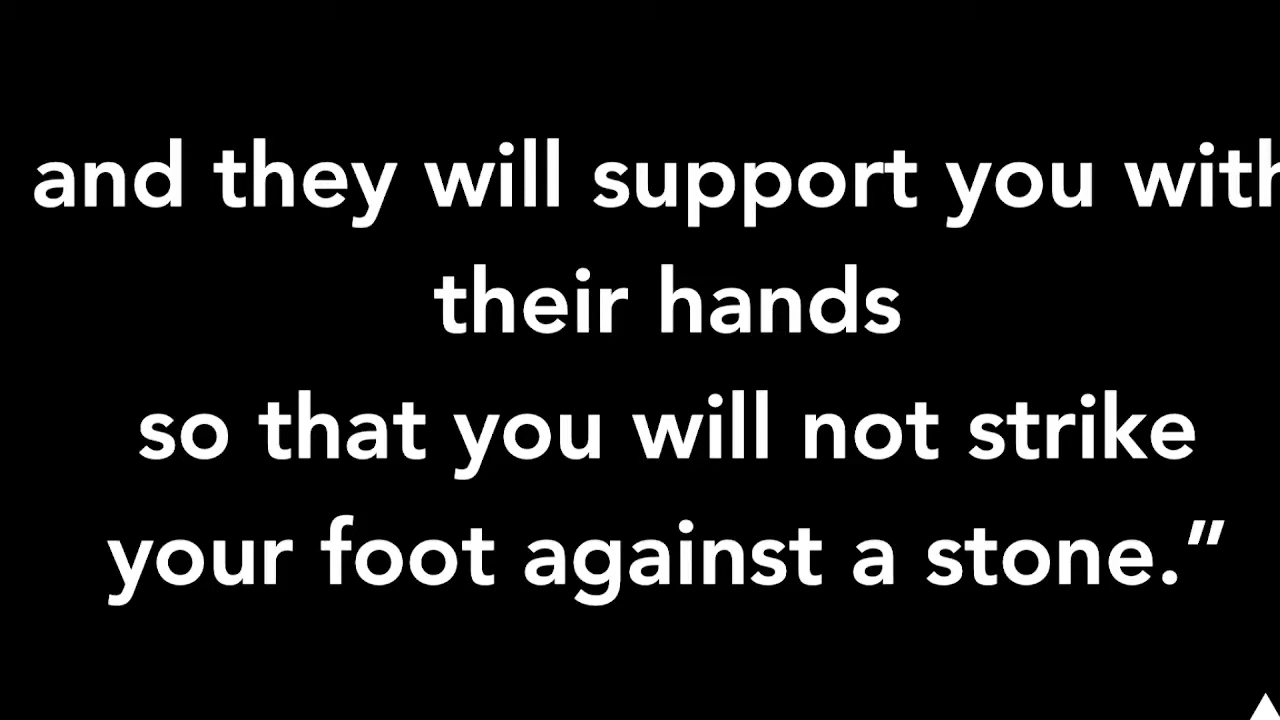 and they will support you with
their hands
so that you will not strike
your foot against a stone.”